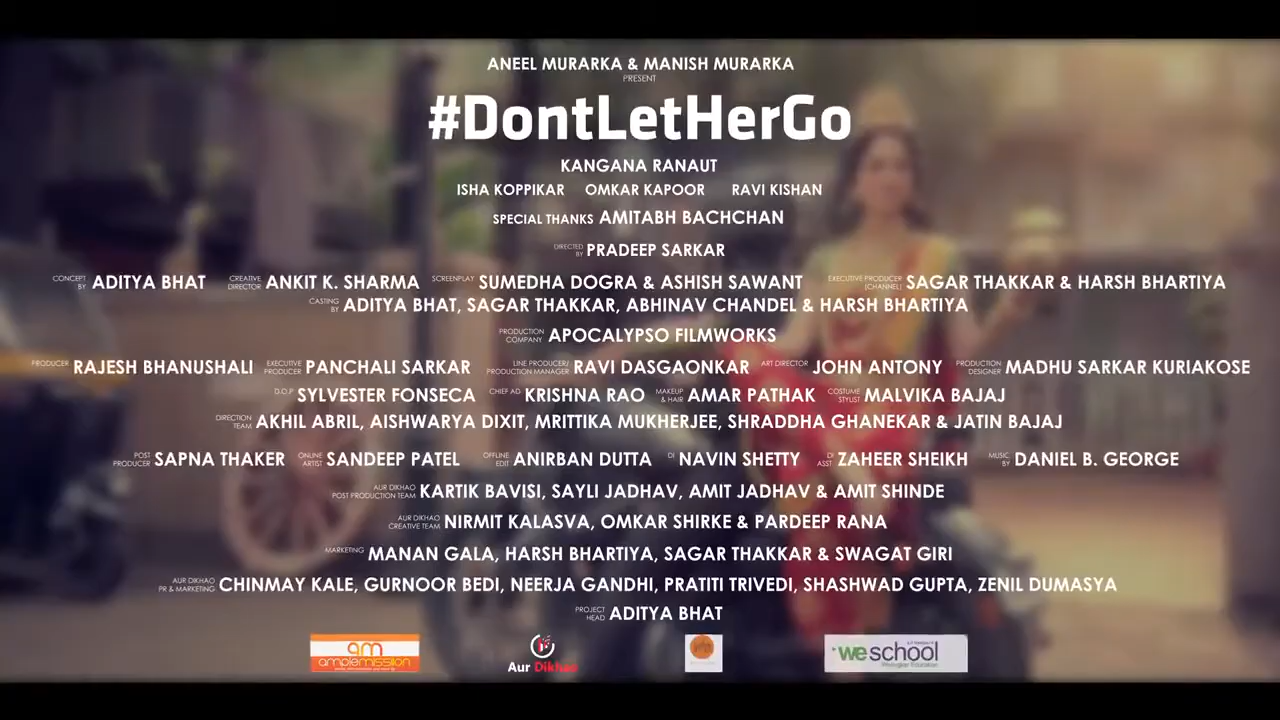 ANEEL MURARKA & MANISH MURARKA
PRESENT
#DontLetHerGo
KANGANA RANAUT
ISHA KOPPIKAR OMKAR KAPOOR RAVI KISHAN
SPECIAL THANKS AMITABH BACHCHAN
DIRECTED BY PRADEEP SARKAR
CONCEPT BY ADITYA BHAT CREATIVE DIRECTOR ANKIT K. SHARMA SCREENPLAY SUMEDHA DOGRA & ASHISH SAWANT EXECUTIVE PRODUCER (CHANNEL) SAGAR THAKKAR & HARSH BHARTIYA
CASTING BY ADITYA BHAT, SAGAR THAKKAR, ABHINAV CHANDEL & HARSH BHARTIYA
PRODUCTION COMPANY APOCALYPSO FILMWORKS
PRODUCER RAJESH BHANUSHALI EXECUTIVE PRODUCER PANCHALI SARKAR LINE PRODUCER/ PRODUCTION MANAGER RAVI DASGAONKAR ART DIRECTOR JOHN ANTONY PRODUCTION DESIGNER MADHU SARKAR KURIAKOSE
D.O.P SYLVESTER FONSECA CHIEF AD KRISHNA RAO MAKEUP & HAIR AMAR PATHAK COSTUME STYLIST MALVIKA BAJAJ
DIRECTION TEAM AKHIL ABRIL, AISHWARYA DIXIT, MRITTIKA MUKHERJEE, SHRADDHA GHANEKAR & JATIN BAJAJ
POST PRODUCER SAPNA THAKER ONLINE ARTIST SANDEEP PATEL OFFLINE EDIT ANIRBAN DUTTA DI NAVIN SHETTY DI ASST ZAHEER SHEIKH MUSIC BY DANIEL B. GEORGE
AUR DIKHAO POST PRODUCTION TEAM KARTIK BAVISI, SAYLI JADHAV, AMIT JADHAV & AMIT SHINDE
AUR DIKHAO CREATIVE TEAM NIRMIT KALASVA, OMKAR SHIRKE & PARDEEP RANA
MARKETING MANAN GALA, HARSH BHARTIYA, SAGAR THAKKAR & SWAGAT GIRI
AUR DIKHAO PR & MARKETING CHINMAY KALE, GURNOOR BEDI, NEERJA GANDHI, PRATITI TRIVEDI, SHASHWAD GUPTA, ZENIL DUMASYA
PROJECT HEAD ADITYA BHAT
am amplemission
Aur Dikhao
weschool